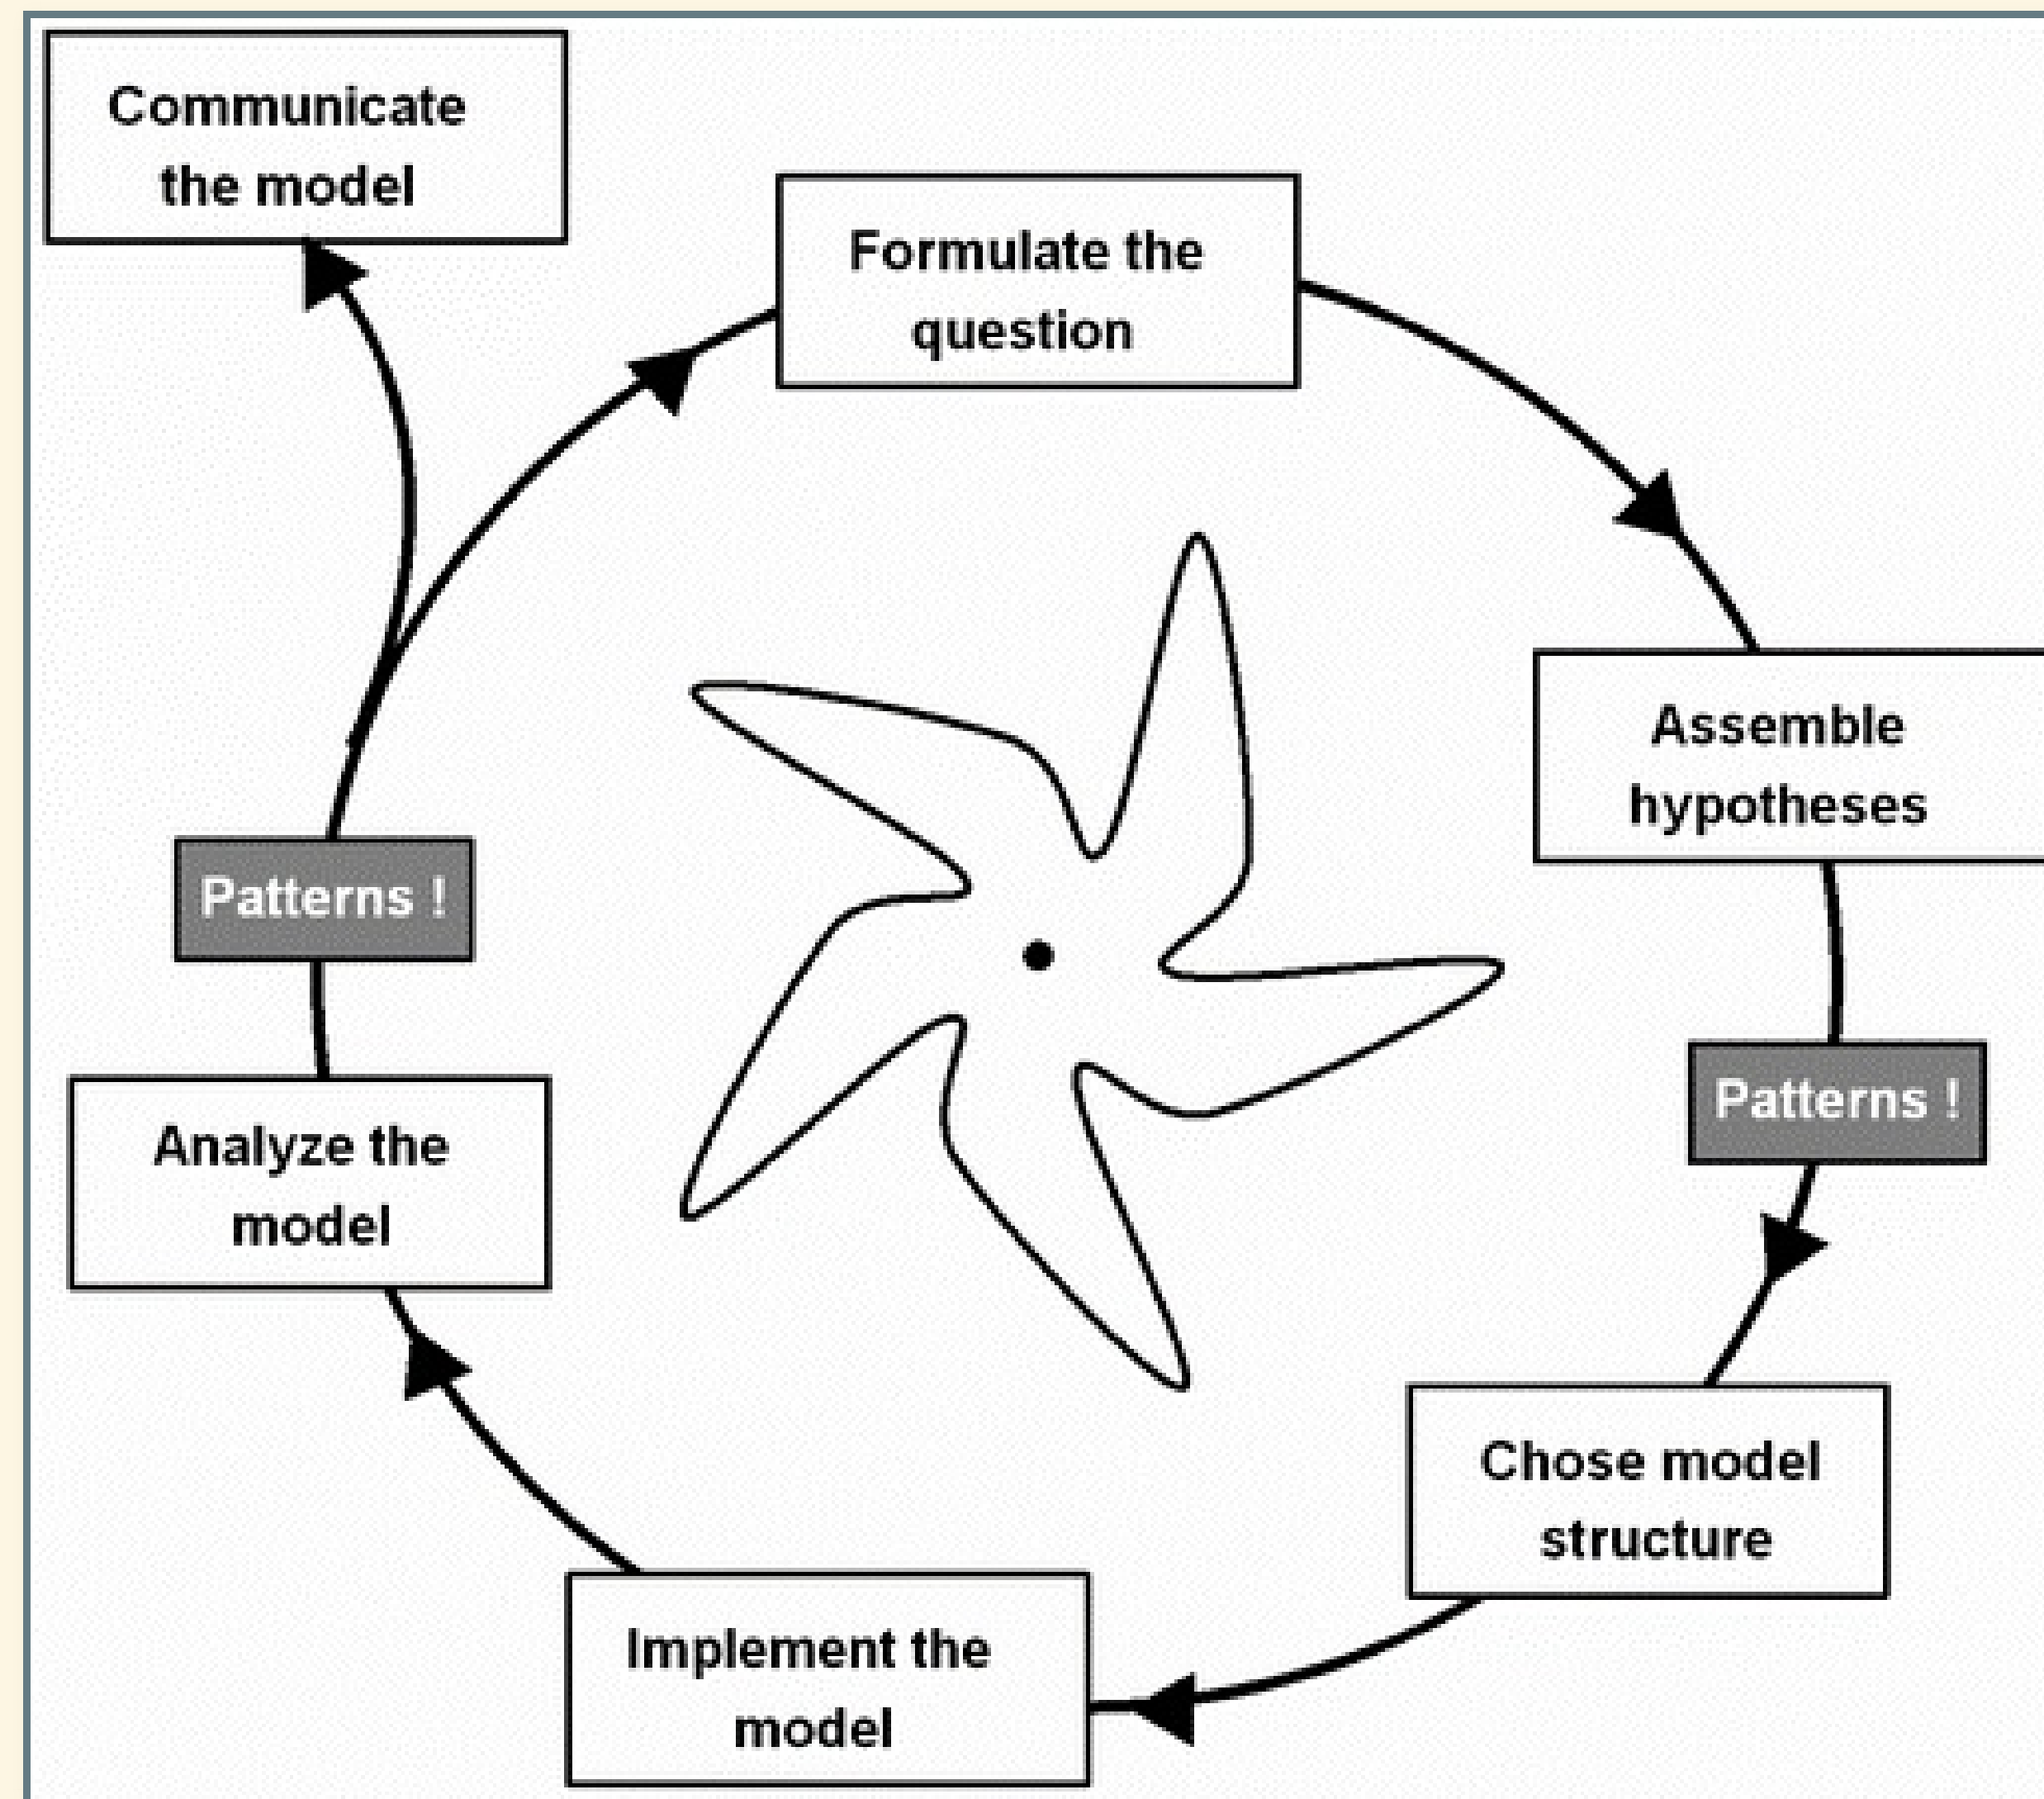 Communicate
the model
Formulate the
question
Assemble
hypotheses
Patterns !
Patterns !
Analyze the
model
Chose model
structure
Implement the
model